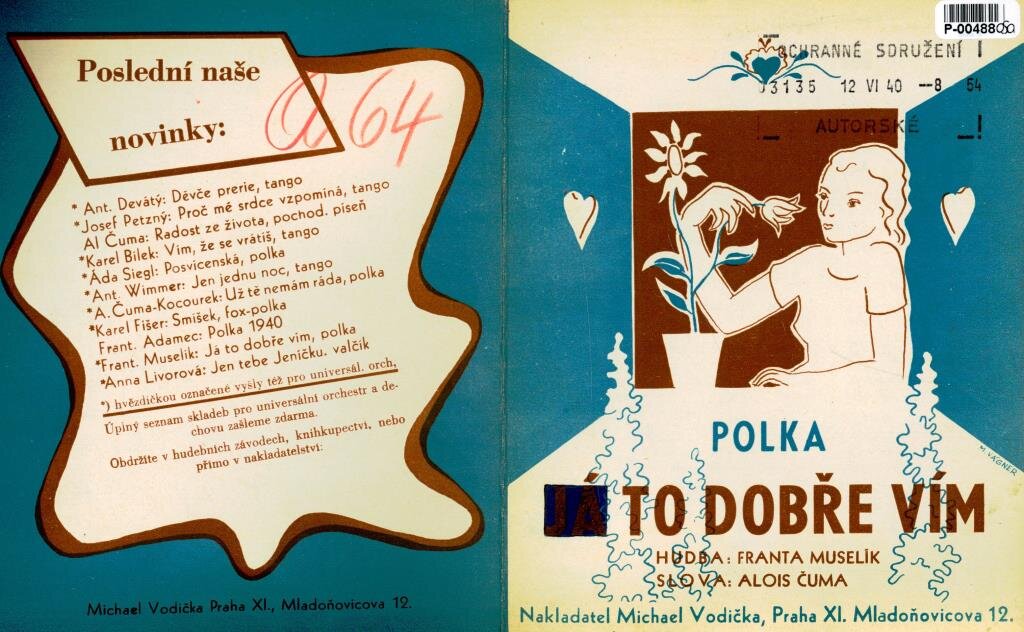 Poslední naše
novinky:
Q 64
* Ant. Devátý: Děvče prerie, tango
*Josef Petzný: Proč mé srdce vzpomíná, tango
Al Čuma: Radost ze života, pochod. píseň
*Karel Bílek: Vím, že se vrátíš, tango
*Áda Siegl: Posvícenská, polka
*Ant. Wimmer: Jen jednu noc, tango
*A. Čuma-Kocourek: Už tě nemám ráda, polka
*Karel Fišer: Smíšek, fox-polka
Frant. Adamec: Polka 1940
*Frant. Muselík: Já to dobře vím, polka
*Anna Livorová: Jen tebe Jeníčku. valčík
*) hvězdičkou označené vyšly též pro universál. orch,
Úplný seznam skladeb pro universální orchestr a de-
chovu zašleme zdarma.
Obdržíte v hudebních závodech, knihkupectví, nebo
přímo v nakladatelství:
Michael Vodička Praha XI., Mladoňovicova 12.
P-00488
OCHRANNÉ SDRUŽENÍ
03135 12 VI 40 --8 54
AUTORSKÉ
POLKA
JÁ TO DOBŘE VÍM
M. VÁGNER
HUDBA: FRANTA MUSELÍK
SLOVA: ALOIS ČUMA
Nakladatel Michael Vodička, Praha XI. Mladoňovicova 12.